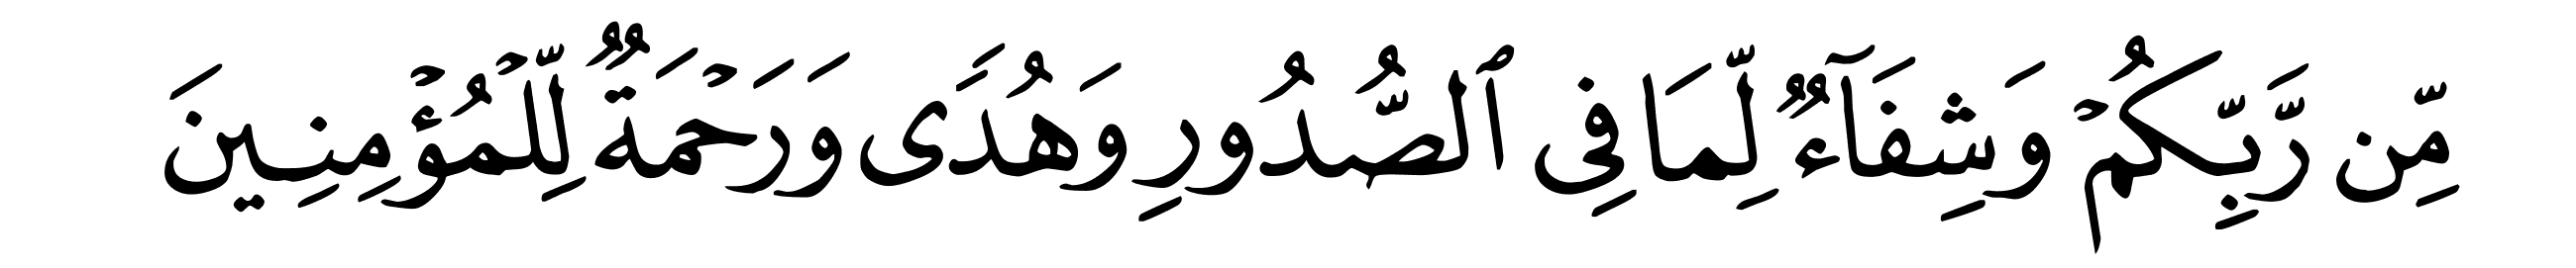 مِّن رَّبِّكُمْ وَشِفَآءٌۭ لِّمَا فِى ٱلصُّدُورِ وَهُدًۭى وَرَحْمَةٌۭ لِّلْمُؤْمِنِينَ